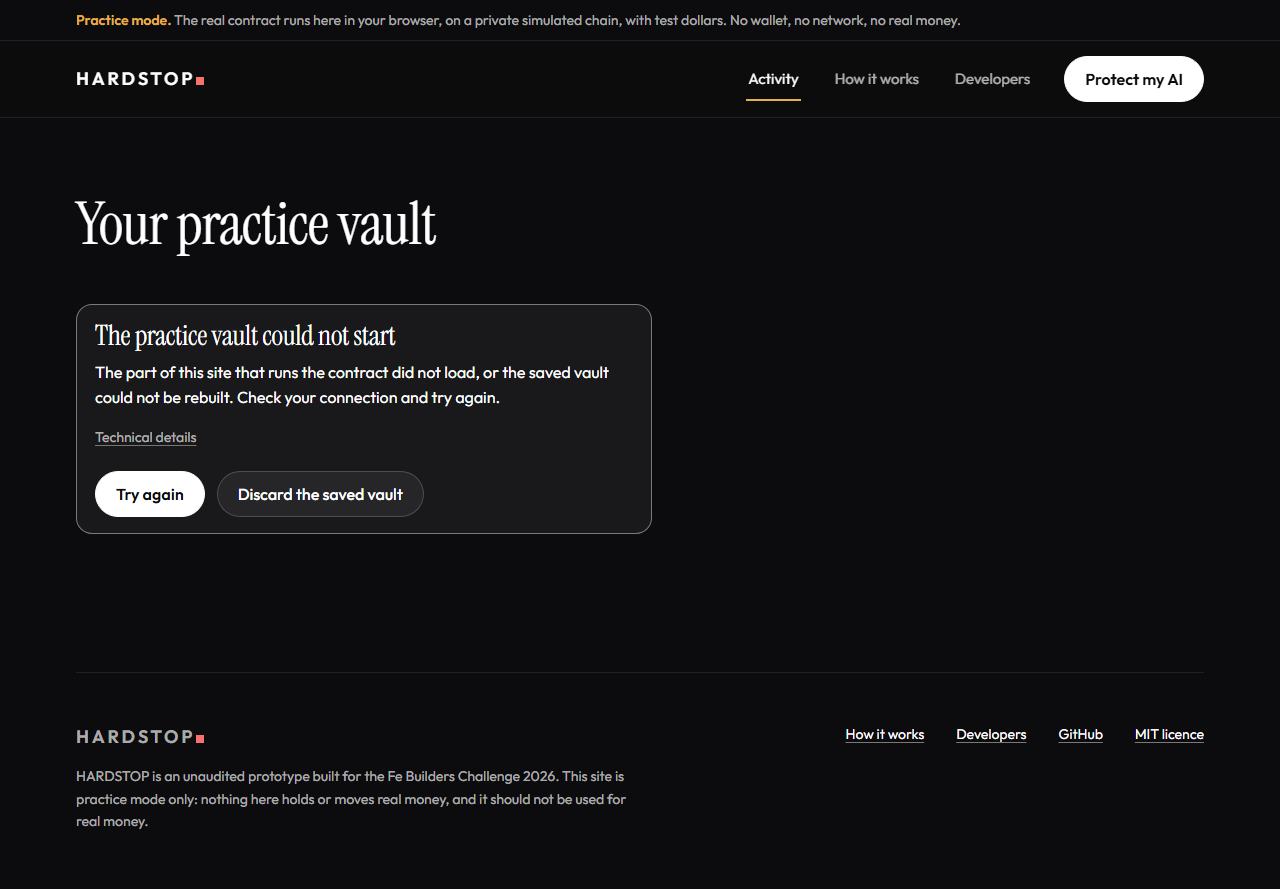 Practice mode. The real contract runs here in your browser, on a private simulated chain, with test dollars. No wallet, no network, no real money.
HARDSTOP
Activity
How it works
Developers
Protect my AI
Your practice vault
The practice vault could not start
The part of this site that runs the contract did not load, or the saved vault
could not be rebuilt. Check your connection and try again.
Technical details
Try again
Discard the saved vault
HARDSTOP
How it works
Developers
GitHub
MIT licence
HARDSTOP is an unaudited prototype built for the Fe Builders Challenge 2026. This site is
practice mode only: nothing here holds or moves real money, and it should not be used for
real money.